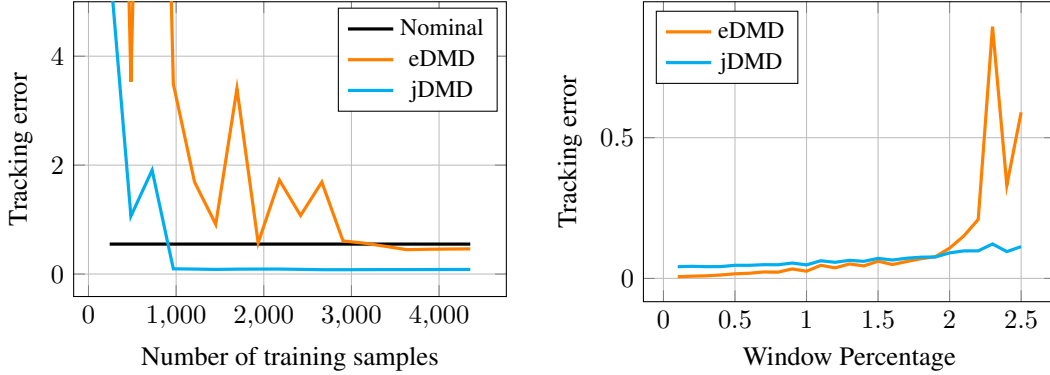 Nominal
eDMD
jDMD
4
2
0
Tracking error
0
1,000
2,000
3,000
4,000
Number of training samples
eDMD
jDMD
0.5
0
Tracking error
0
0.5
1
1.5
2
2.5
Window Percentage